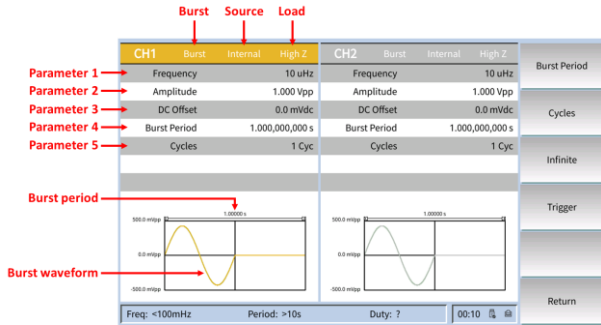 Burst Source Load
CH1 Burst Internal High Z CH2 Burst Internal High Z
Burst Period
Parameter 1 Frequency 10 uHz Frequency 10 uHz
Parameter 2 Amplitude 1.000 Vpp Amplitude 1.000 Vpp
Parameter 3 DC Offset 0.0 mVdc DC Offset 0.0 mVdc
Cycles
Parameter 4 Burst Period 1.000,000,000 s Burst Period 1.000,000,000 s
Parameter 5 Cycles 1 Cyc Cycles 1 Cyc
Infinite
Burst period
Trigger
1.00000 s 1.00000 s
500.0 mVpp 500.0 mVpp
0.0 mVpp 0.0 mVpp
Burst waveform
-500.0 mVpp -500.0 mVpp
Return
Freq: <100mHz Period: >10s Duty: ? 00:10